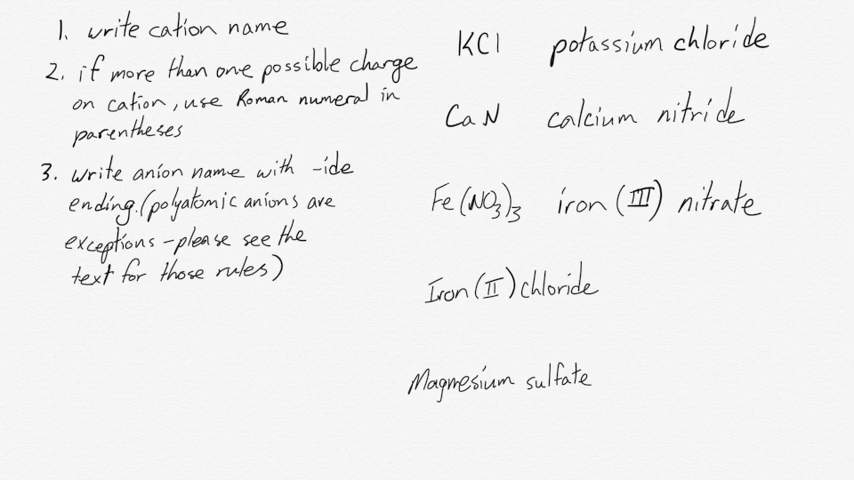 1. write cation name
2. if more than one possible charge
on cation, use Roman numeral in
parentheses
3. Write anion name with -ide
ending. (polyatomic anions are
exceptions - please see the
text for those rules)
KCl potassium chloride
CaN calcium nitride
Fe(NO3)3 iron (III) nitrate
Iron (II) chloride
Magnesium sulfate